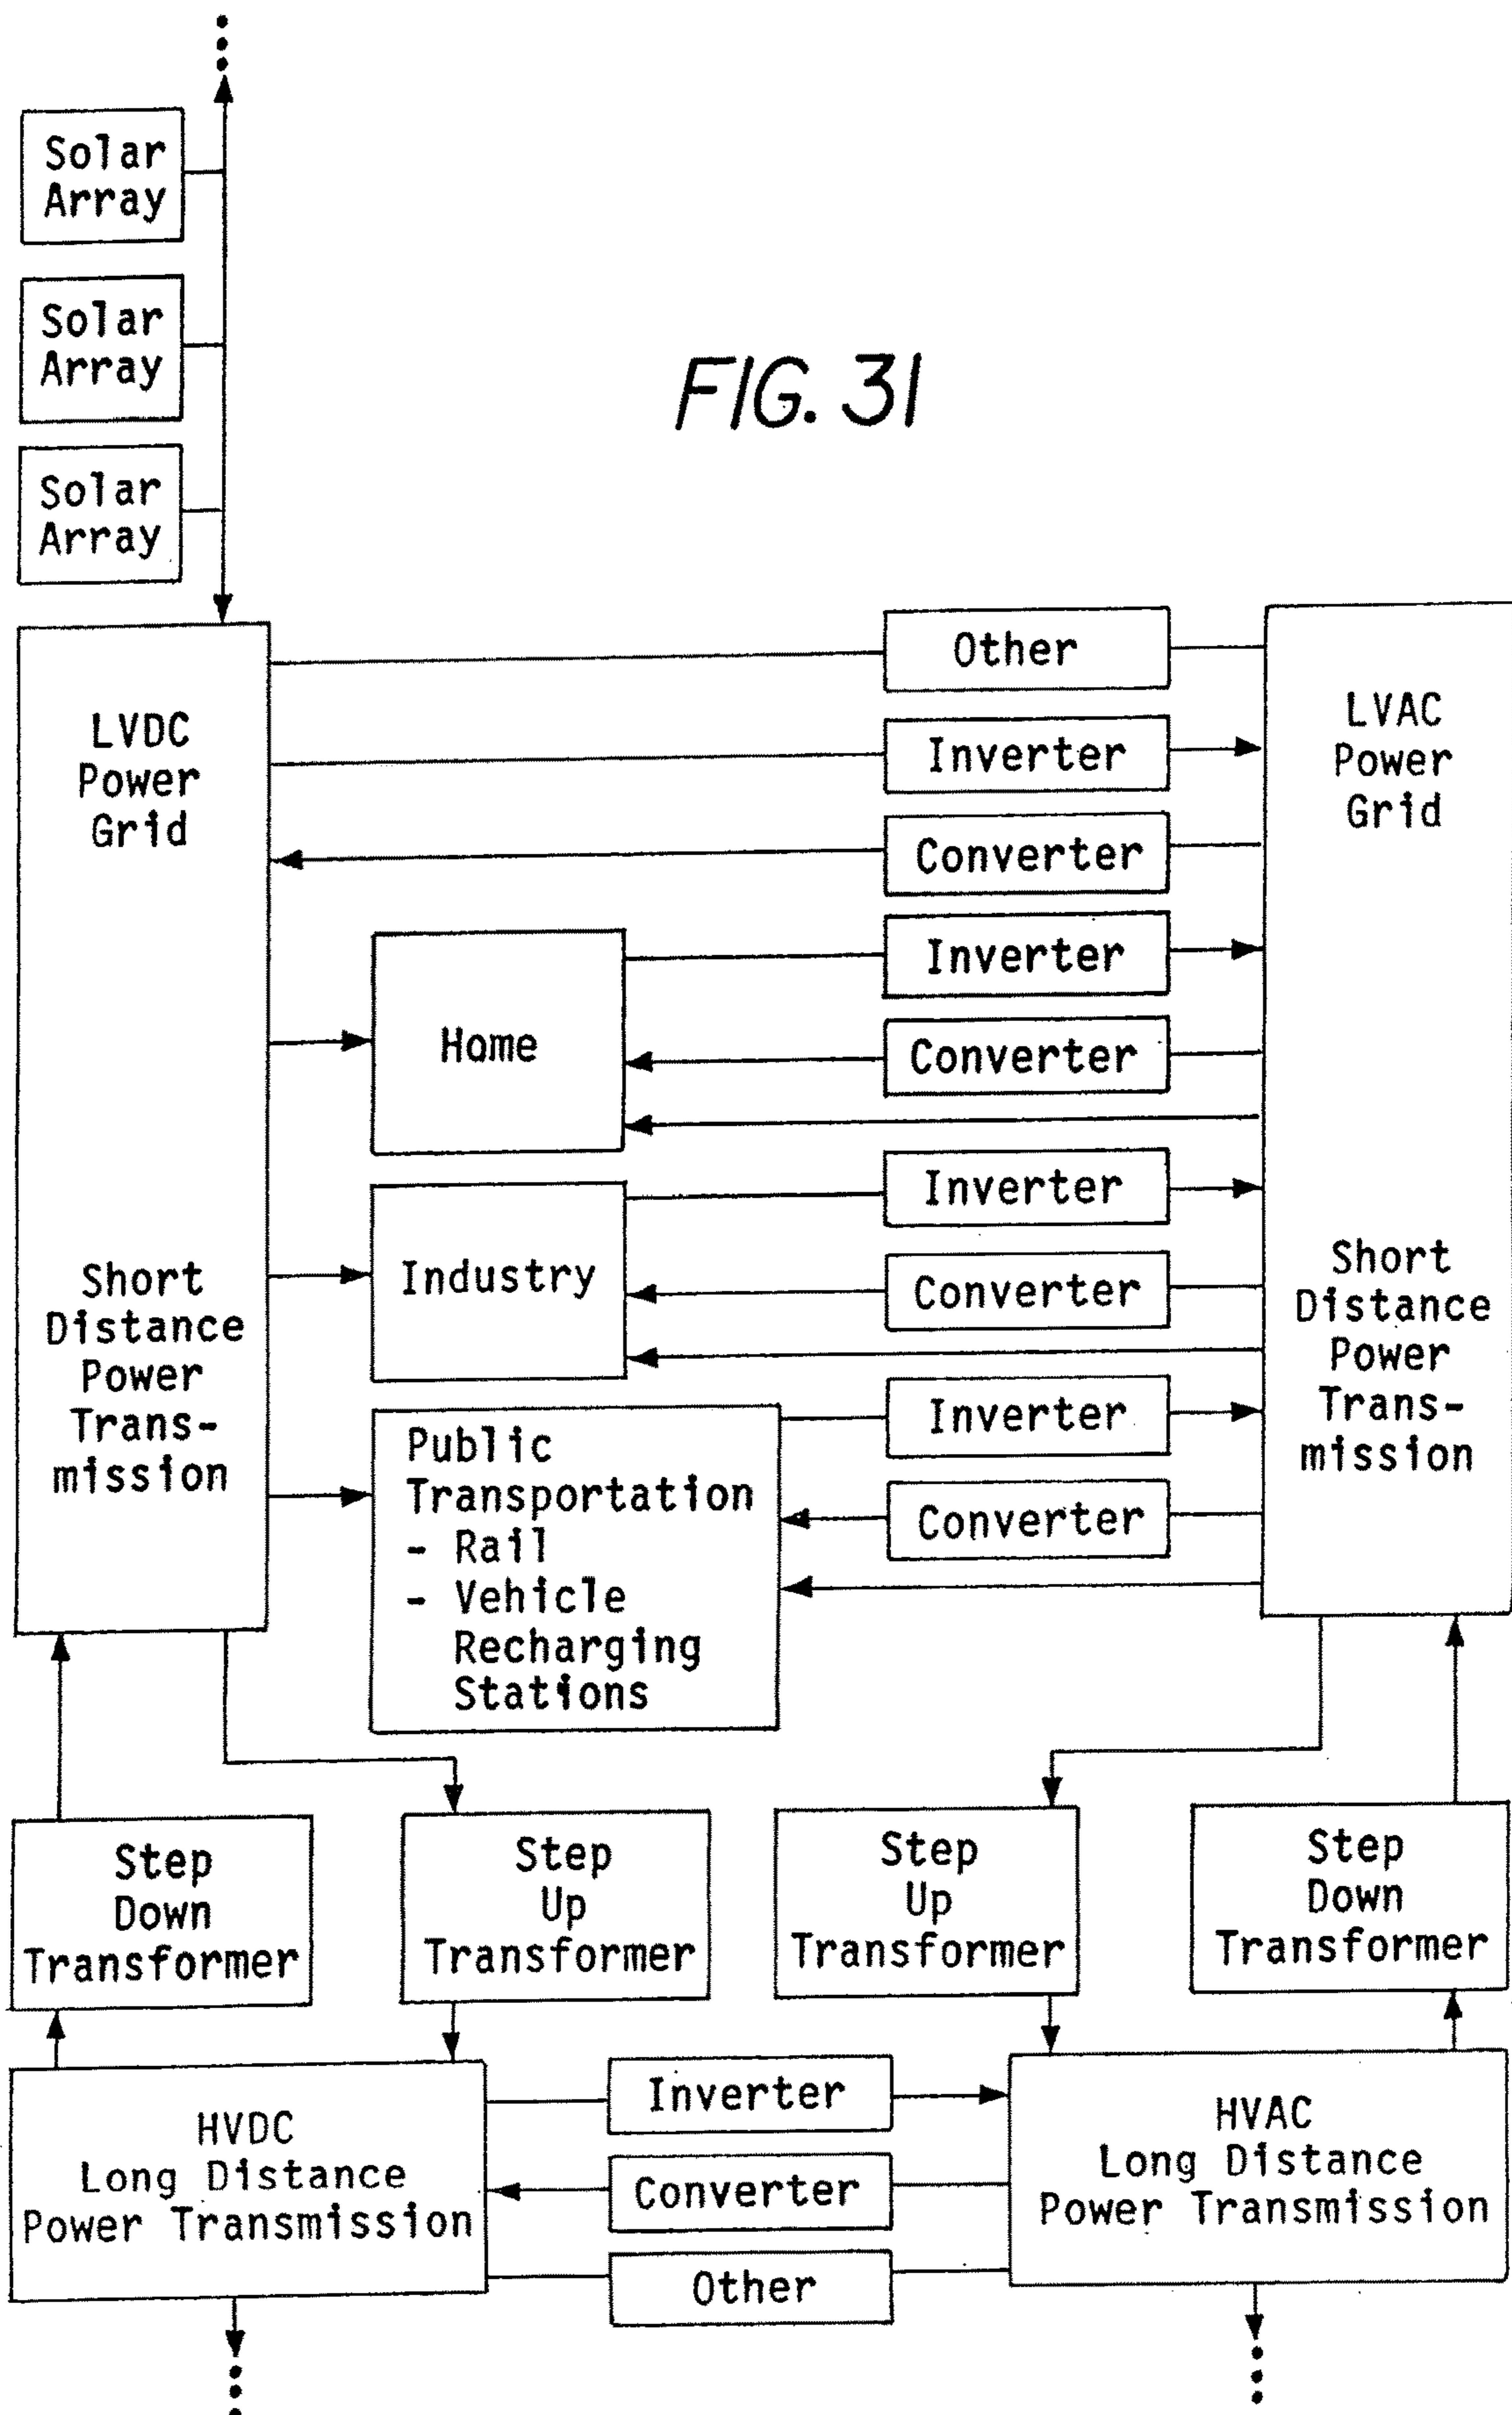 Solar
Array
Solar
Array
FIG. 31
Solar
Array
LVDC
Power
Grid
Short
Distance
Power
Trans-
mission
Other
Inverter
Converter
Inverter
Converter
Inverter
Converter
Inverter
Converter
LVAC
Power
Grid
Short
Distance
Power
Trans-
mission
Home
Industry
Public
Transportation
- Rail
- Vehicle
Recharging
Stations
Step
Down
Transformer
Step
Up
Transformer
Step
Up
Transformer
Step
Down
Transformer
HVDC
Long Distance
Power Transmission
Inverter
Converter
Other
HVAC
Long Distance
Power Transmission